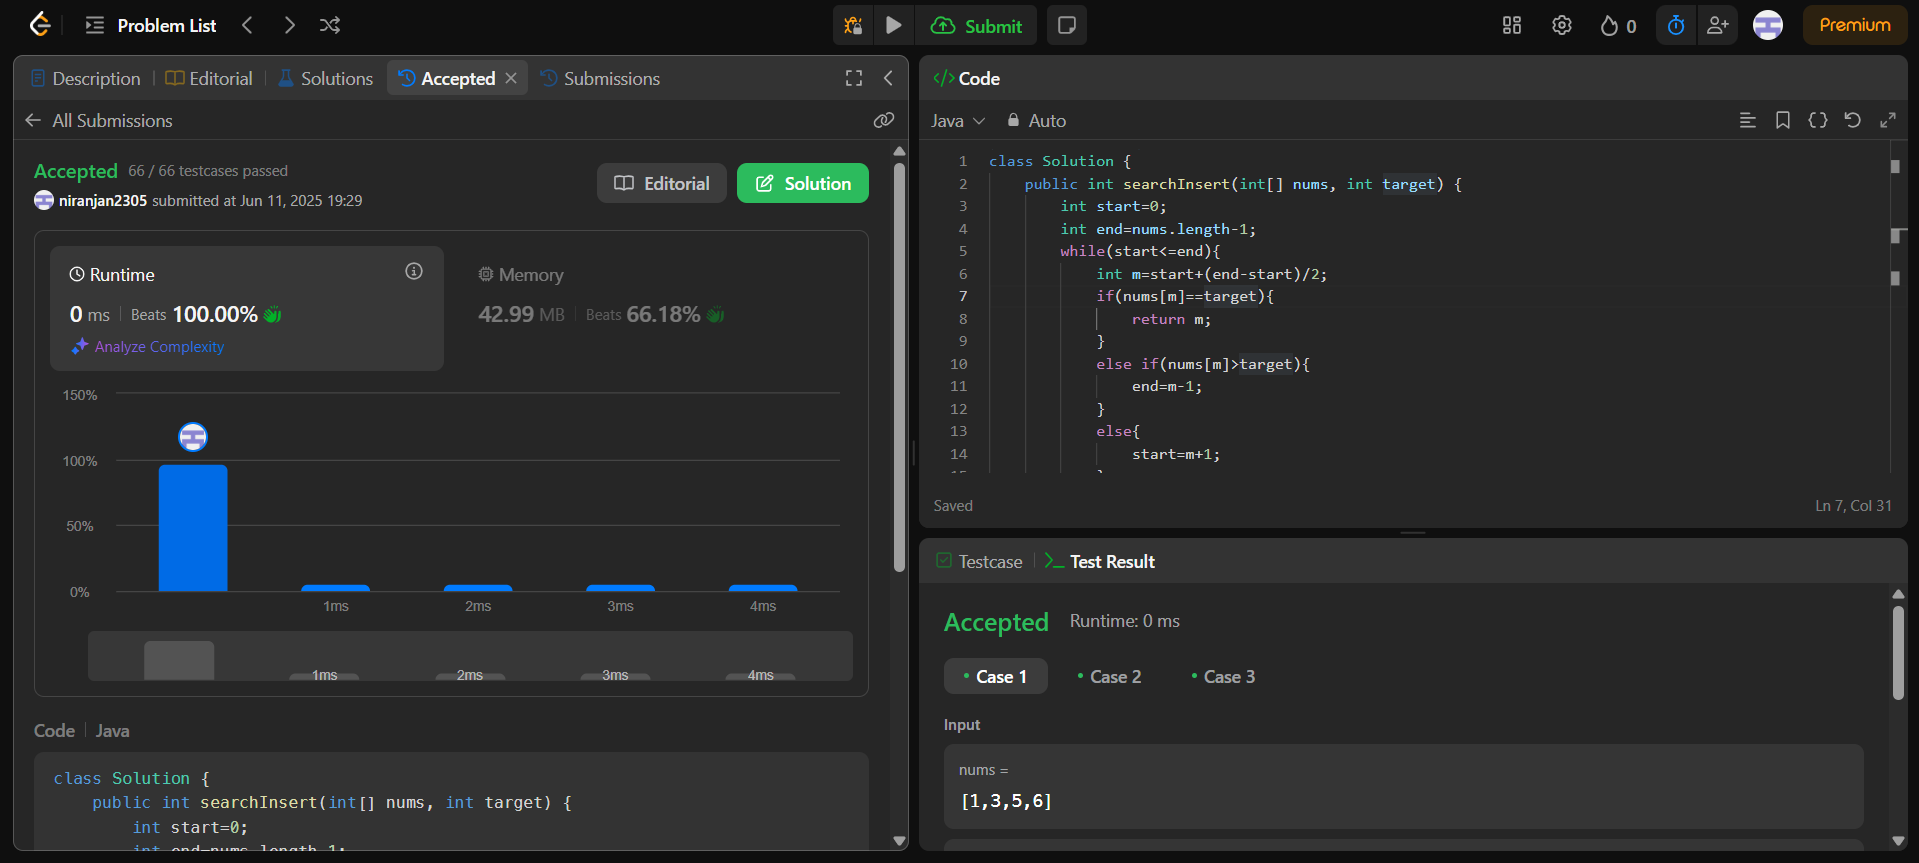 Problem List
Submit
0
Premium
Description
Editorial
Solutions
Accepted
Submissions
All Submissions
Accepted 66 / 66 testcases passed
niranjan2305 submitted at Jun 11, 2025 19:29
Editorial
Solution
Runtime
0 ms Beats 100.00%
Analyze Complexity
Memory
42.99 MB Beats 66.18%
150%
100%
50%
0%
1ms 2ms 3ms 4ms
1ms 2ms 3ms 4ms
Code Java
class Solution {
public int searchInsert(int[] nums, int target) {
int start=0;
int end=nums.length-1;
</> Code
Java Auto
1 class Solution {
2 public int searchInsert(int[] nums, int target) {
3 int start=0;
4 int end=nums.length-1;
5 while(start<=end){
6 int m=start+(end-start)/2;
7 if(nums[m]==target){
8 return m;
9 }
10 else if(nums[m]>target){
11 end=m-1;
12 }
13 else{
14 start=m+1;
15 }
Saved Ln 7, Col 31
Testcase
Test Result
Accepted Runtime: 0 ms
Case 1 Case 2 Case 3
Input
nums =
[1,3,5,6]